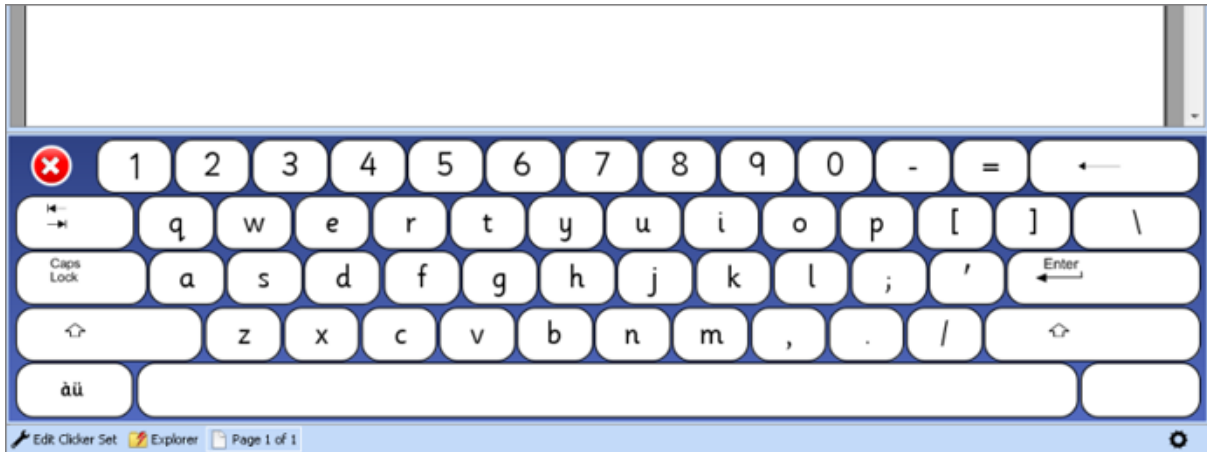 1 2 3 4 5 6 7 8 9 0 - =
q w e r t y u i o p [ ] \
Caps Lock a s d f g h j k l ; ' Enter
z x c v b n m , . /
àü
Edit Clicker Set Explorer Page 1 of 1